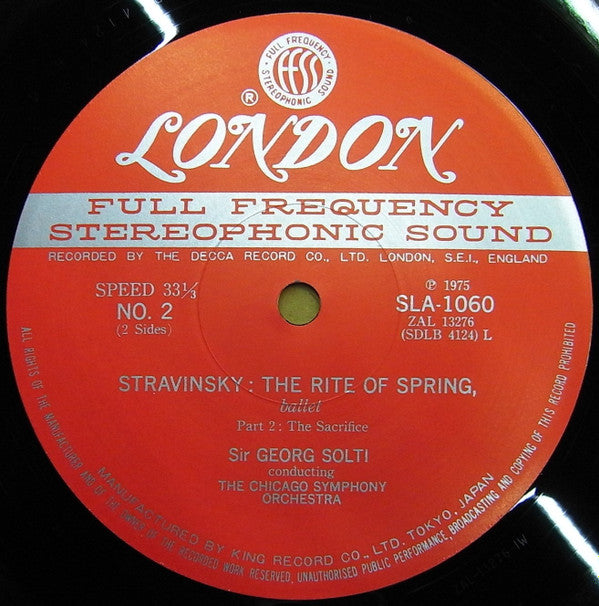 FULL FREQUENCY
STEREOPHONIC SOUND
FFSS
®
LONDON
FULL FREQUENCY
STEREOPHONIC SOUND
RECORDED BY THE DECCA RECORD CO., LTD. LONDON, S.E.I., ENGLAND
SPEED 33⅓
NO. 2
(2 Sides)
℗ 1975
SLA-1060
ZAL 13276
(SDLB 4124) L
STRAVINSKY: THE RITE OF SPRING,
ballet
Part 2: The Sacrifice
Sir GEORG SOLTI
conducting
THE CHICAGO SYMPHONY
ORCHESTRA
MANUFACTURED BY KING RECORD CO., LTD. TOKYO, JAPAN
ALL RIGHTS OF THE MANUFACTURER AND OF THE OWNER OF THE RECORDED WORK RESERVED, UNAUTHORISED PUBLIC PERFORMANCE, BROADCASTING AND COPYING OF THIS RECORD PROHIBITED